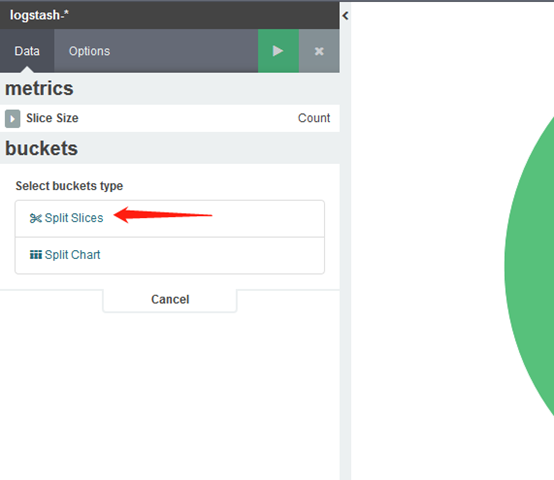 logstash-*
Data Options
metrics
Slice Size Count
buckets
Select buckets type
Split Slices
Split Chart
Cancel